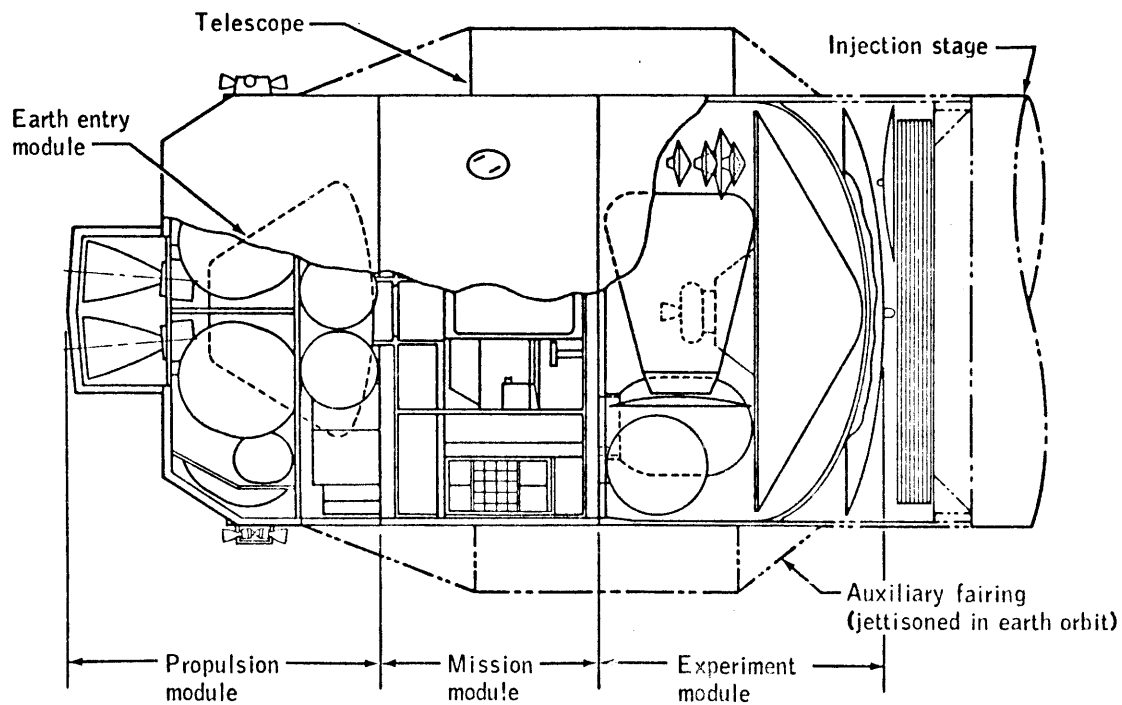 Telescope
Injection stage
Earth entry
module
Auxiliary fairing
(jettisoned in earth orbit)
Propulsion
module
Mission
module
Experiment
module